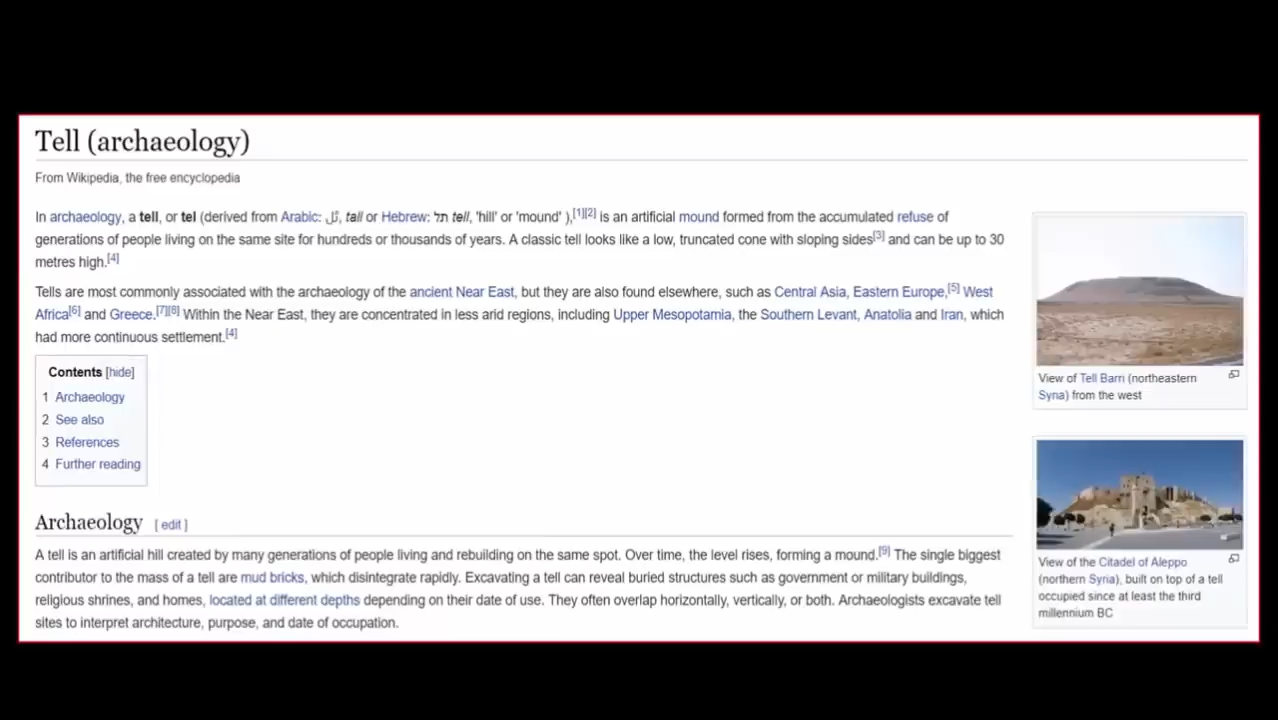 Tell (archaeology)
From Wikipedia, the free encyclopedia
In archaeology, a tell, or tel (derived from Arabic: تَل, tall or Hebrew: תל tell, 'hill' or 'mound' ),[1][2] is an artificial mound formed from the accumulated refuse of
generations of people living on the same site for hundreds or thousands of years. A classic tell looks like a low, truncated cone with sloping sides[3] and can be up to 30
metres high.[4]
Tells are most commonly associated with the archaeology of the ancient Near East, but they are also found elsewhere, such as Central Asia, Eastern Europe,[5] West
Africa[6] and Greece.[7][8] Within the Near East, they are concentrated in less arid regions, including Upper Mesopotamia, the Southern Levant, Anatolia and Iran, which
had more continuous settlement.[4]
Contents [hide]
1 Archaeology
2 See also
3 References
4 Further reading
Archaeology [ edit ]
A tell is an artificial hill created by many generations of people living and rebuilding on the same spot. Over time, the level rises, forming a mound.[9] The single biggest
contributor to the mass of a tell are mud bricks, which disintegrate rapidly. Excavating a tell can reveal buried structures such as government or military buildings,
religious shrines, and homes, located at different depths depending on their date of use. They often overlap horizontally, vertically, or both. Archaeologists excavate tell
sites to interpret architecture, purpose, and date of occupation.
View of Tell Barri (northeastern
Syria) from the west
View of the Citadel of Aleppo
(northern Syria), built on top of a tell
occupied since at least the third
millennium BC